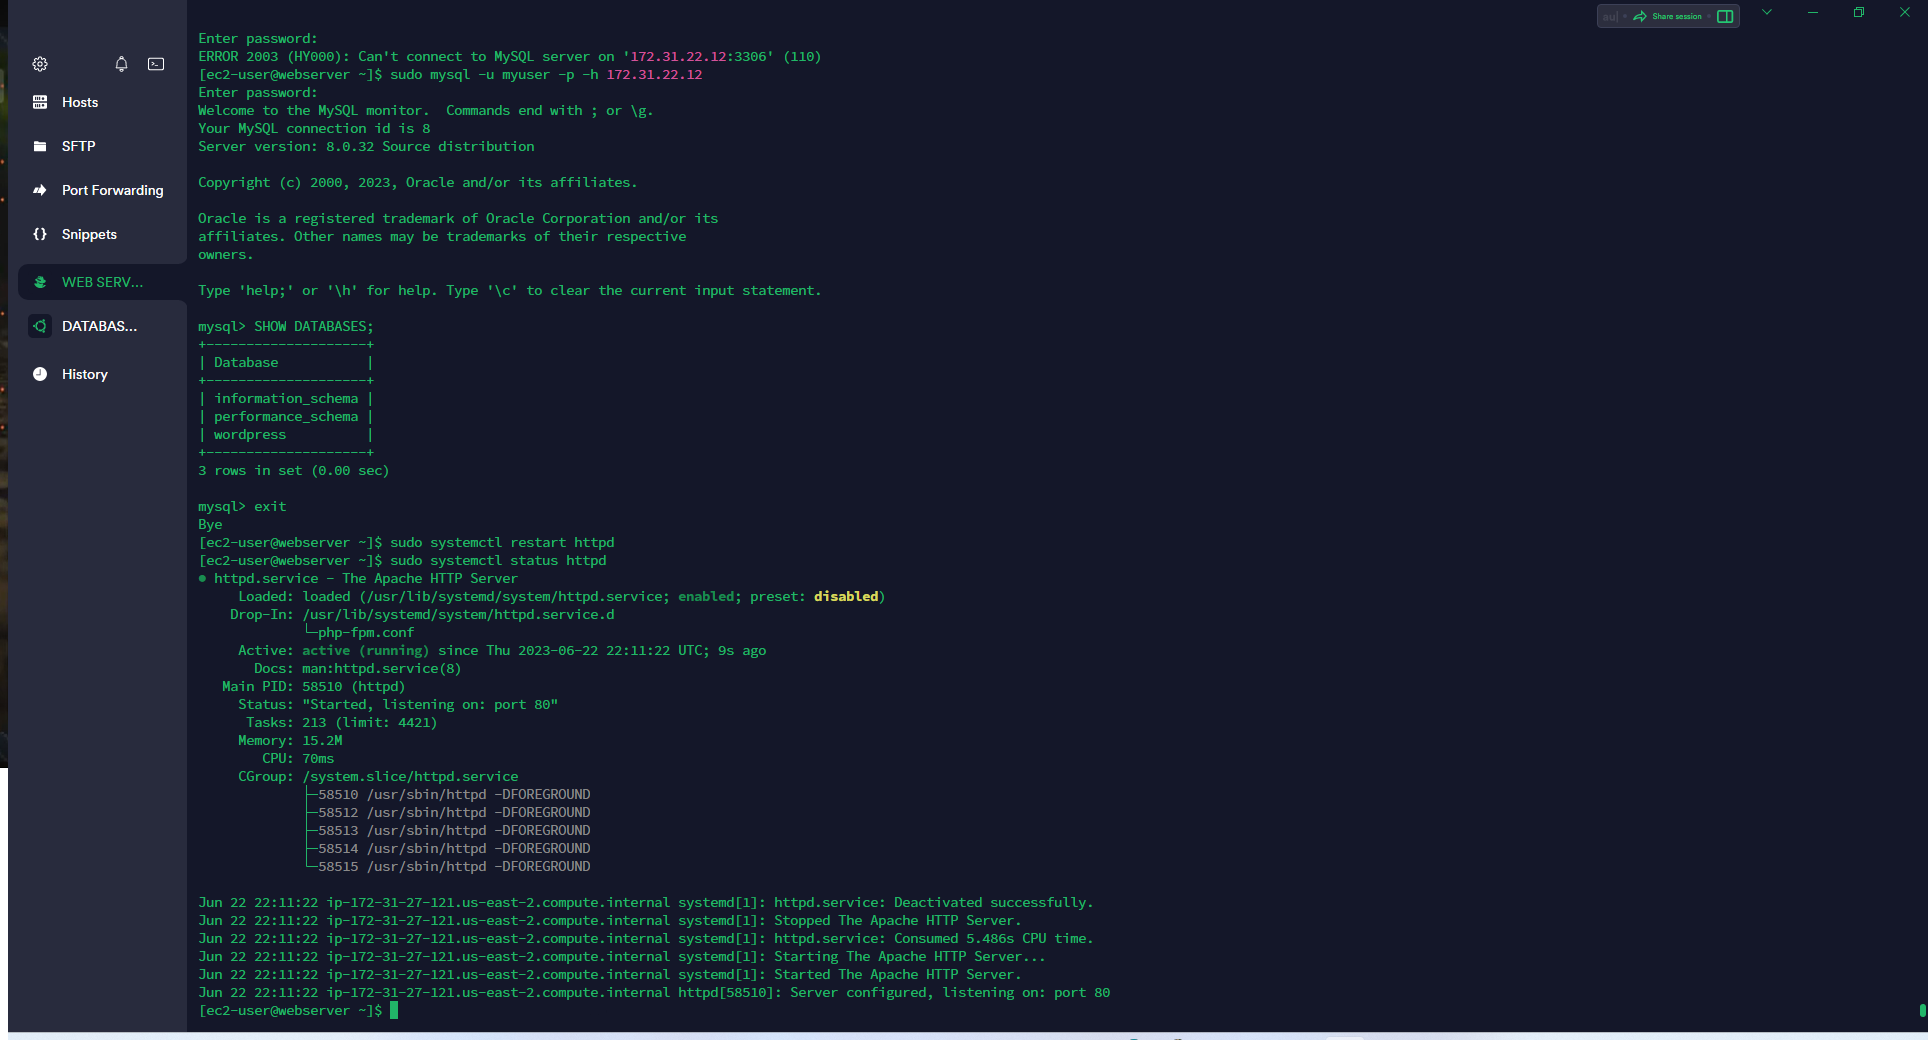 au
Share session
Hosts
SFTP
Port Forwarding
Snippets
WEB SERV...
DATABAS...
History
Enter password:
ERROR 2003 (HY000): Can't connect to MySQL server on '172.31.22.12:3306' (110)
[ec2-user@webserver ~]$ sudo mysql -u myuser -p -h 172.31.22.12
Enter password:
Welcome to the MySQL monitor.  Commands end with ; or \g.
Your MySQL connection id is 8
Server version: 8.0.32 Source distribution
Copyright (c) 2000, 2023, Oracle and/or its affiliates.
Oracle is a registered trademark of Oracle Corporation and/or its
affiliates. Other names may be trademarks of their respective
owners.
Type 'help;' or '\h' for help. Type '\c' to clear the current input statement.
mysql> SHOW DATABASES;
+--------------------+
| Database           |
+--------------------+
| information_schema |
| performance_schema |
| wordpress          |
+--------------------+
3 rows in set (0.00 sec)
mysql> exit
Bye
[ec2-user@webserver ~]$ sudo systemctl restart httpd
[ec2-user@webserver ~]$ sudo systemctl status httpd
● httpd.service - The Apache HTTP Server
     Loaded: loaded (/usr/lib/systemd/system/httpd.service; enabled; preset: disabled)
    Drop-In: /usr/lib/systemd/system/httpd.service.d
             └─php-fpm.conf
     Active: active (running) since Thu 2023-06-22 22:11:22 UTC; 9s ago
       Docs: man:httpd.service(8)
   Main PID: 58510 (httpd)
     Status: "Started, listening on: port 80"
      Tasks: 213 (limit: 4421)
     Memory: 15.2M
        CPU: 70ms
     CGroup: /system.slice/httpd.service
             ├─58510 /usr/sbin/httpd -DFOREGROUND
             ├─58512 /usr/sbin/httpd -DFOREGROUND
             ├─58513 /usr/sbin/httpd -DFOREGROUND
             ├─58514 /usr/sbin/httpd -DFOREGROUND
             └─58515 /usr/sbin/httpd -DFOREGROUND
Jun 22 22:11:22 ip-172-31-27-121.us-east-2.compute.internal systemd[1]: httpd.service: Deactivated successfully.
Jun 22 22:11:22 ip-172-31-27-121.us-east-2.compute.internal systemd[1]: Stopped The Apache HTTP Server.
Jun 22 22:11:22 ip-172-31-27-121.us-east-2.compute.internal systemd[1]: httpd.service: Consumed 5.486s CPU time.
Jun 22 22:11:22 ip-172-31-27-121.us-east-2.compute.internal systemd[1]: Starting The Apache HTTP Server...
Jun 22 22:11:22 ip-172-31-27-121.us-east-2.compute.internal systemd[1]: Started The Apache HTTP Server.
Jun 22 22:11:22 ip-172-31-27-121.us-east-2.compute.internal httpd[58510]: Server configured, listening on: port 80
[ec2-user@webserver ~]$